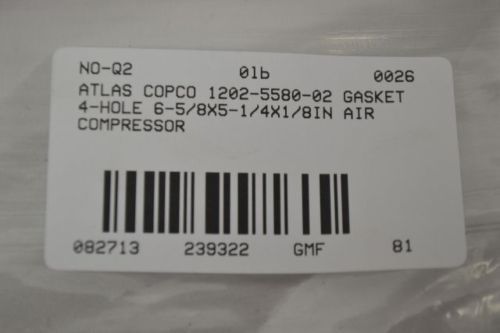 NO-Q2 01b 0026
ATLAS COPCO 1202-5580-02 GASKET
4-HOLE 6-5/8X5-1/4X1/8IN AIR
COMPRESSOR
082713 239322 GMF 81